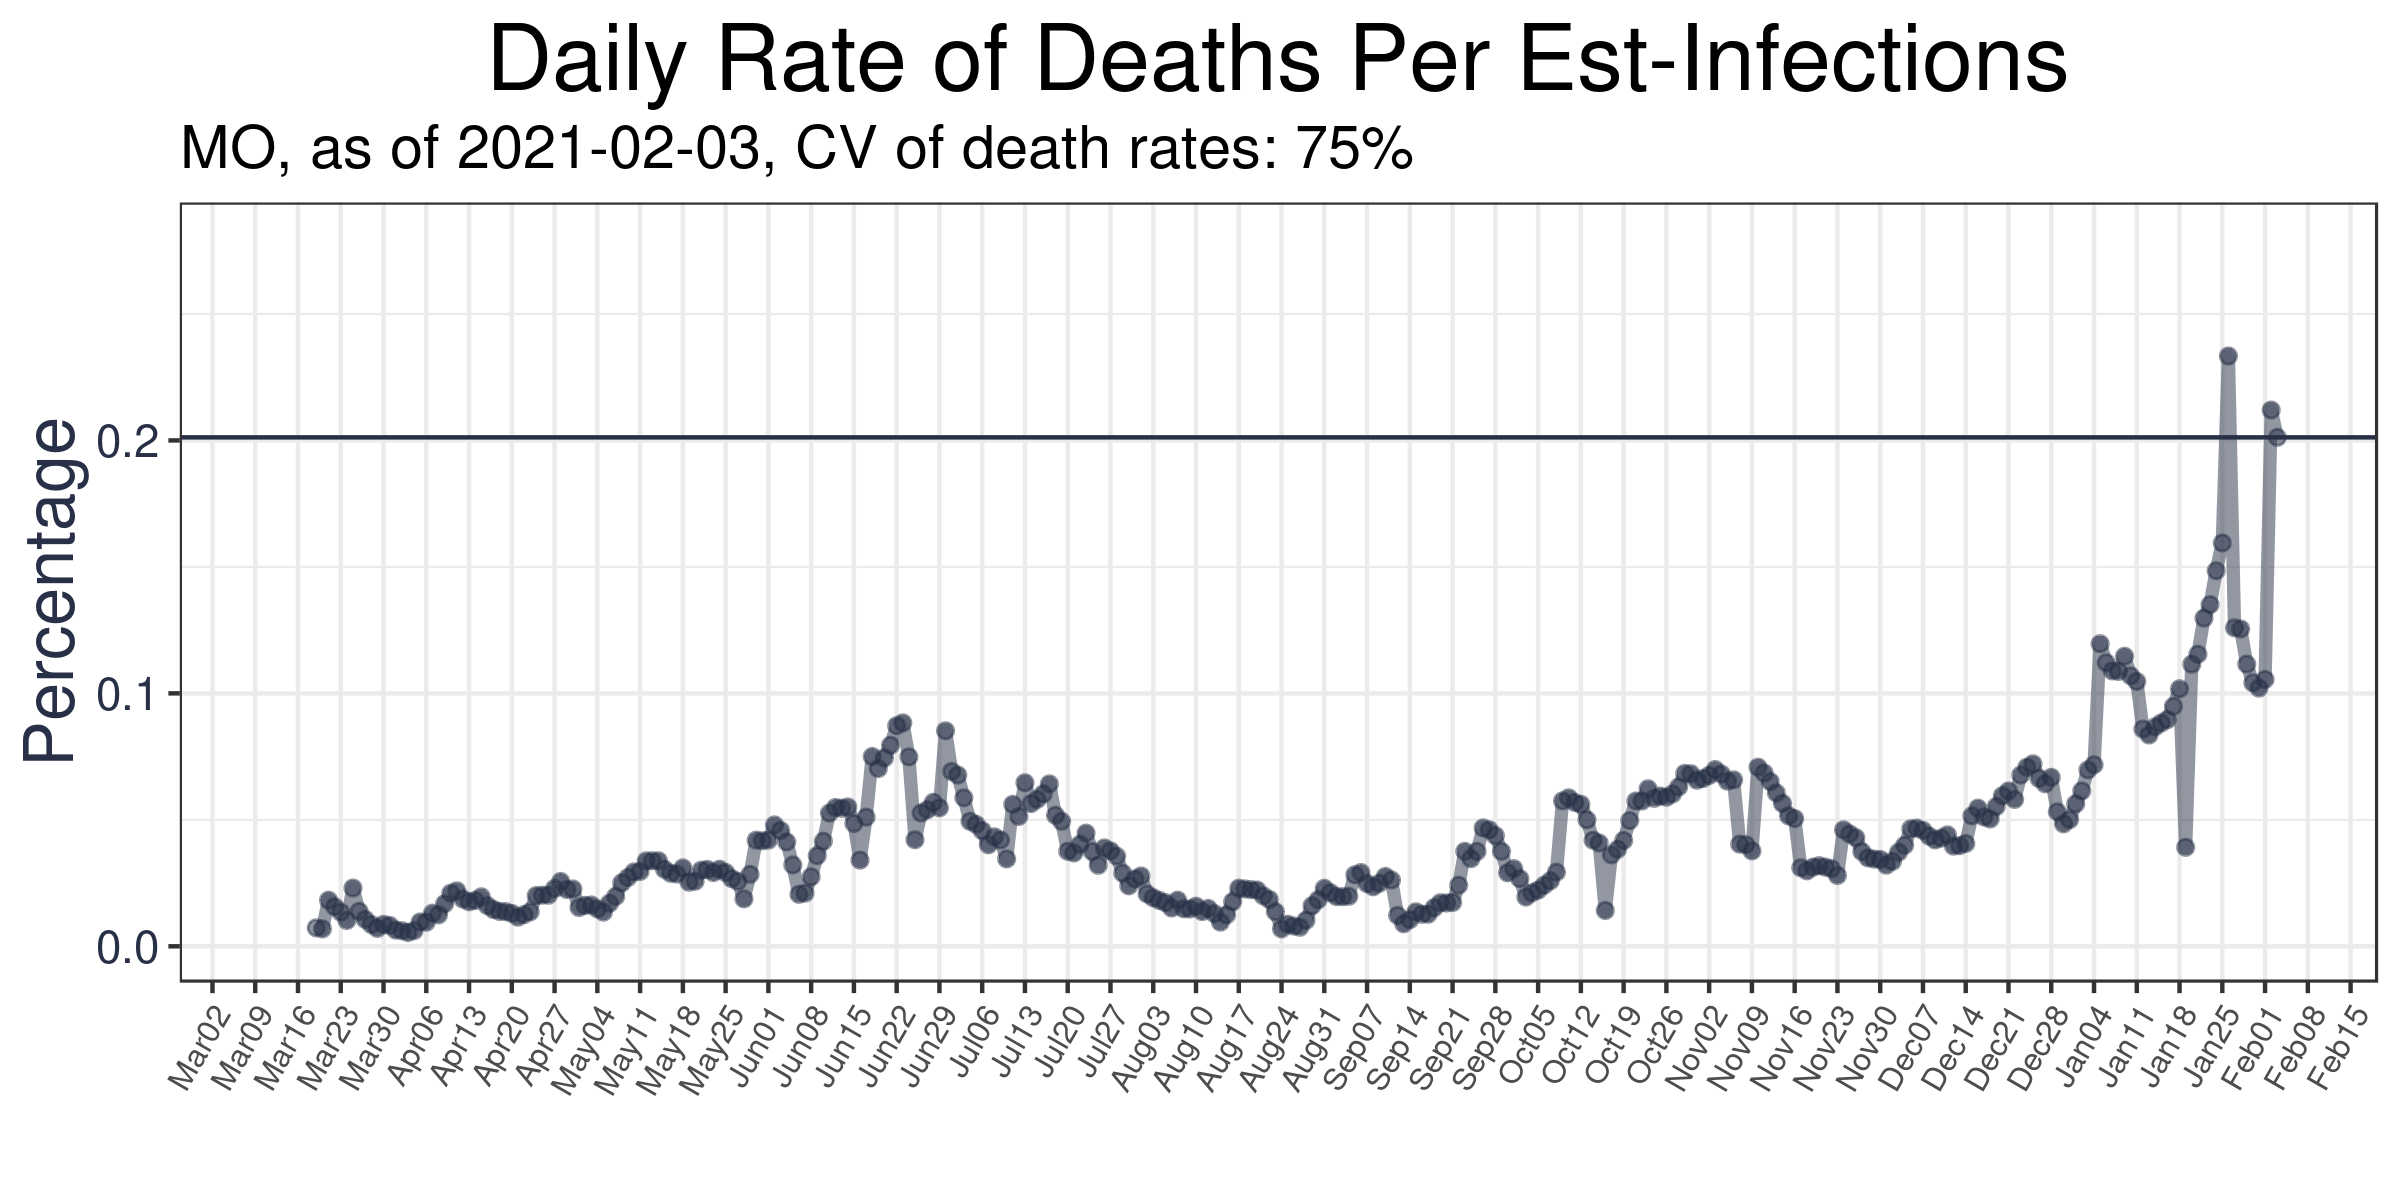 Daily Rate of Deaths Per Est-Infections
MO, as of 2021-02-03, CV of death rates: 75%
Percentage
0.2
0.1
0.0
Mar02
Mar09
Mar16
Mar23
Mar30
Apr06
Apr13
Apr20
Apr27
May04
May11
May18
May25
Jun01
Jun08
Jun15
Jun22
Jun29
Jul06
Jul13
Jul20
Jul27
Aug03
Aug10
Aug17
Aug24
Aug31
Sep07
Sep14
Sep21
Sep28
Oct05
Oct12
Oct19
Oct26
Nov02
Nov09
Nov16
Nov23
Nov30
Dec07
Dec14
Dec21
Dec28
Jan04
Jan11
Jan18
Jan25
Feb01
Feb08
Feb15